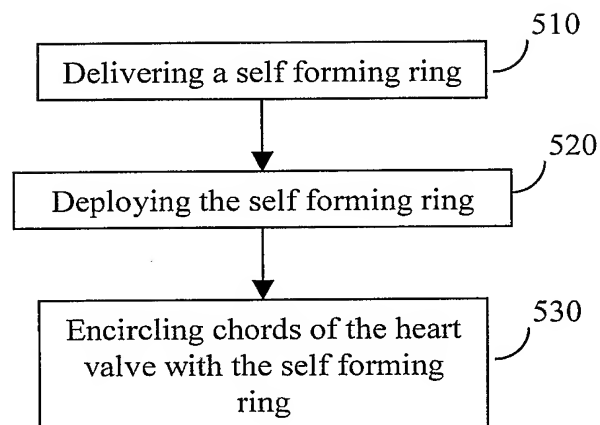 510
Delivering a self forming ring
520
Deploying the self forming ring
530
Encircling chords of the heart
valve with the self forming
ring